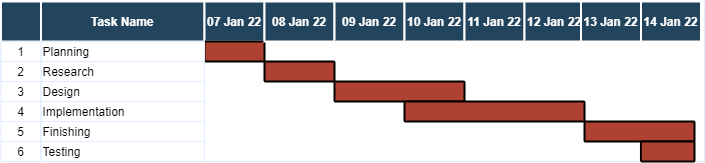 Task Name 07 Jan 22 08 Jan 22 09 Jan 22 10 Jan 22 11 Jan 22 12 Jan 22 13 Jan 22 14 Jan 22
1 Planning
2 Research
3 Design
4 Implementation
5 Finishing
6 Testing